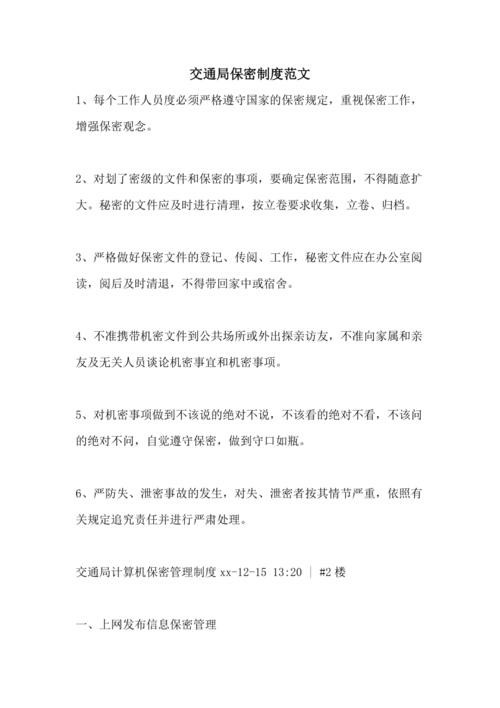 交通局保密制度范文
1、每个工作人员度必须严格遵守国家的保密规定，重视保密工作，
增强保密观念。
2、对划了密级的文件和保密的事项，要确定保密范围，不得随意扩
大。秘密的文件应及时进行清理，按立卷要求收集，立卷、归档。
3、严格做好保密文件的登记、传阅、工作，秘密文件应在办公室阅
读，阅后及时清退，不得带回家中或宿舍。
4、不准携带机密文件到公共场所或外出探亲访友，不准向家属和亲
友及无关人员谈论机密事宜和机密事项。
5、对机密事项做到不该说的绝对不说，不该看的绝对不看，不该问
的绝对不问，自觉遵守保密，做到守口如瓶。
6、严防失、泄密事故的发生，对失、泄密者按其情节严重，依照有
关规定追究责任并进行严肃处理。
交通局计算机保密管理制度xx-12-15 13:20 | #2楼
一、上网发布信息保密管理